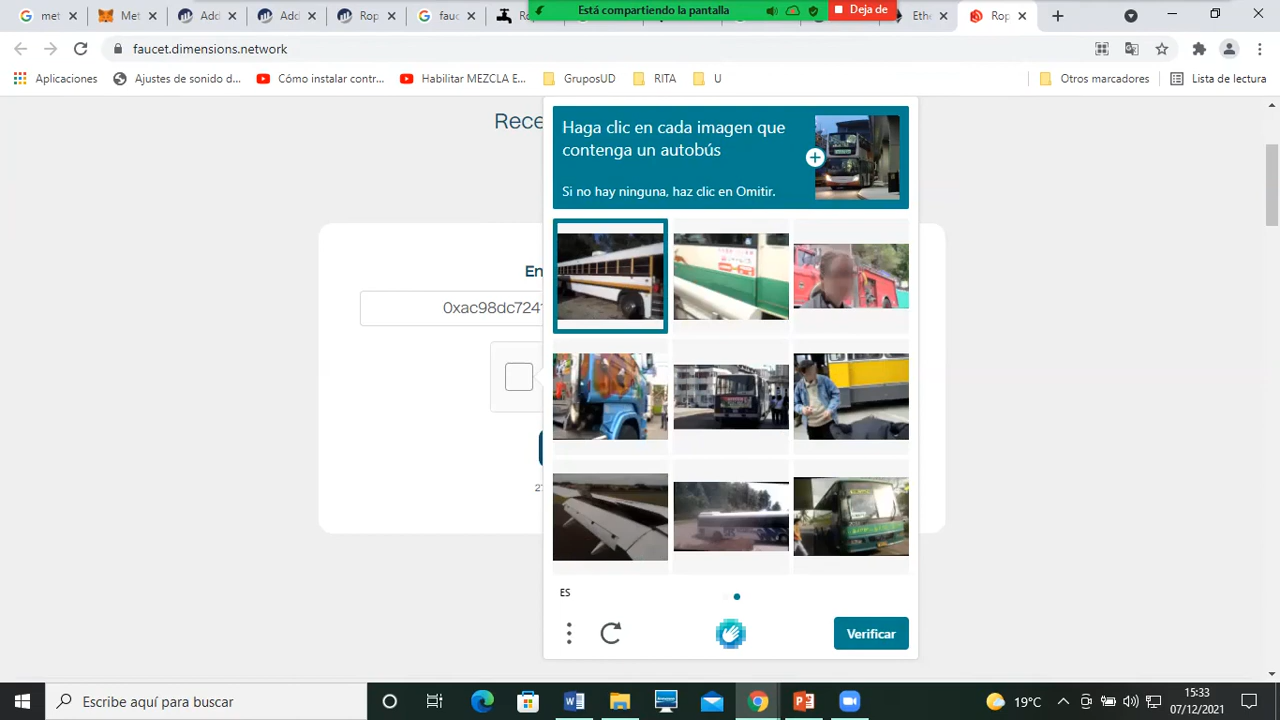 met
Etic
Add
Rop
fauc
Está compartiendo la pantalla
Deja de
Ethe
Rop
faucet.dimensions.network
Aplicaciones
Ajustes de sonido d...
Cómo instalar contr...
Habilitar MEZCLA E...
GruposUD
RITA
U
Otros marcadores
Lista de lectura
Rece
Haga clic en cada imagen que
contenga un autobús
Si no hay ninguna, haz clic en Omitir.
En
0xac98dc724
ES
Verificar
Escribe aquí para buscar
19°C
15:33
07/12/2021